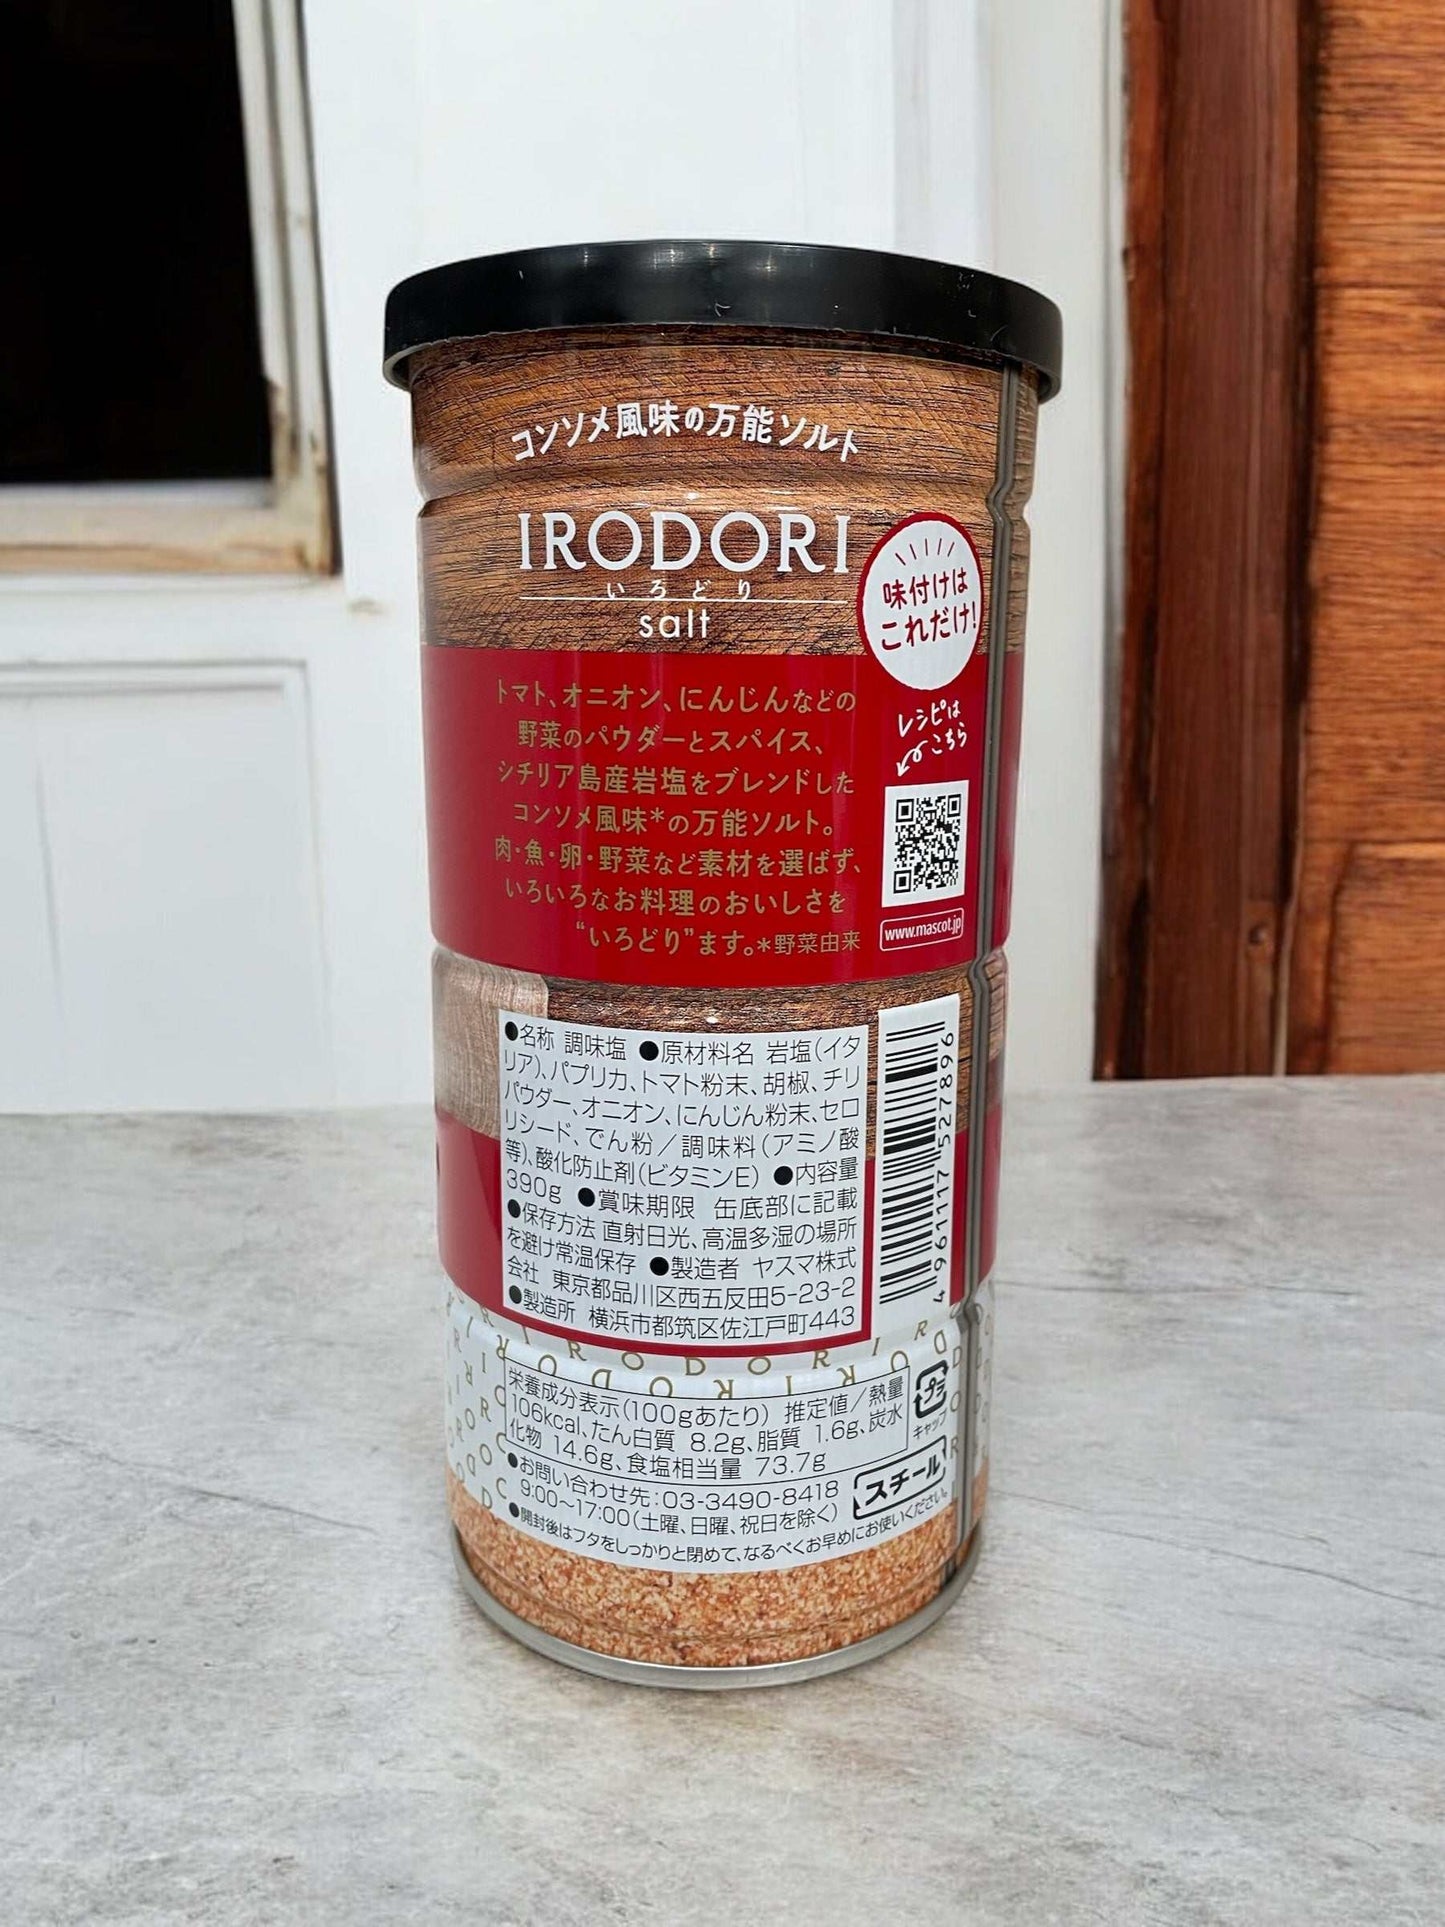 コンソメ風味の万能ソルト
IRODORI
いろどり
salt
味付けは
これだけ!
トマト、オニオン、にんじんなどの
野菜のパウダーとスパイス、
シチリア島産岩塩をブレンドした
コンソメ風味*の万能ソルト。
肉・魚・卵・野菜など素材を選ばず、
いろいろなお料理のおいしさを
“いろどり”ます。*野菜由来
レシピは
こちら
www.mascot.jp
●名称 調味塩 ●原材料名 岩塩(イタ
リア)、パプリカ、トマト粉末、胡椒、チリ
パウダー、オニオン、にんじん粉末、セロ
リシード、でん粉/調味料(アミノ酸
等)、酸化防止剤(ビタミンE) ●内容量
390g ●賞味期限 缶底部に記載
●保存方法 直射日光、高温多湿の場所
を避け常温保存 ●製造者 ヤスマ株式
会社 東京都品川区西五反田5-23-2
●製造所 横浜市都筑区佐江戸町443
4 961117 527896
栄養成分表示(100gあたり) 推定値/熱量
106kcal、たん白質 8.2g、脂質 1.6g、炭水
化物 14.6g、食塩相当量 73.7g
プラ
キャップ
スチール
●お問い合わせ先:03-3490-8418
9:00〜17:00(土曜、日曜、祝日を除く)
●開封後はフタをしっかりと閉めて、なるべくお早めにお使いください。